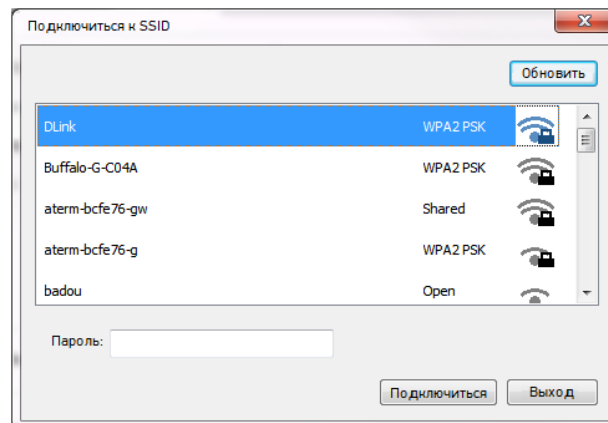 Подключиться к SSID
Обновить
DLink WPA2 PSK
Buffalo-G-C04A WPA2 PSK
aterm-bcfe76-gw Shared
aterm-bcfe76-g WPA2 PSK
badou Open
Пароль:
Подключиться Выход